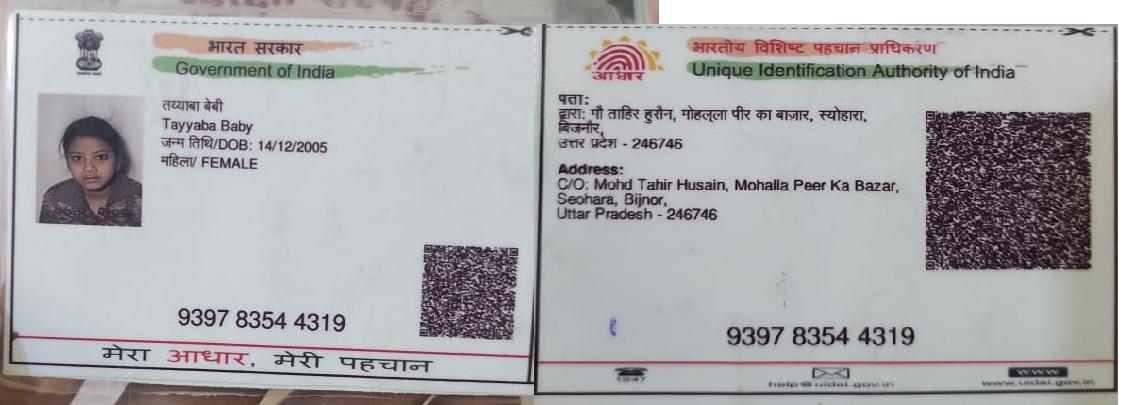 भारत सरकार
Government of India
तय्याबा बेबी
Tayyaba Baby
जन्म तिथि/DOB: 14/12/2005
महिला/ FEMALE
9397 8354 4319
मेरा आधार, मेरी पहचान
भारतीय विशिष्ट पहचान प्राधिकरण
Unique Identification Authority of India
आधार
पता:
द्वारा: मौ ताहिर हुसैन, मोहल्ला पीर का बाज़ार, स्योहारा,
बिजनौर,
उत्तर प्रदेश - 246746
Address:
C/O: Mohd Tahir Husain, Mohalla Peer Ka Bazar,
Seohara, Bijnor,
Uttar Pradesh - 246746
9397 8354 4319
1947
help@uidai.gov.in
www
www.uidai.gov.in